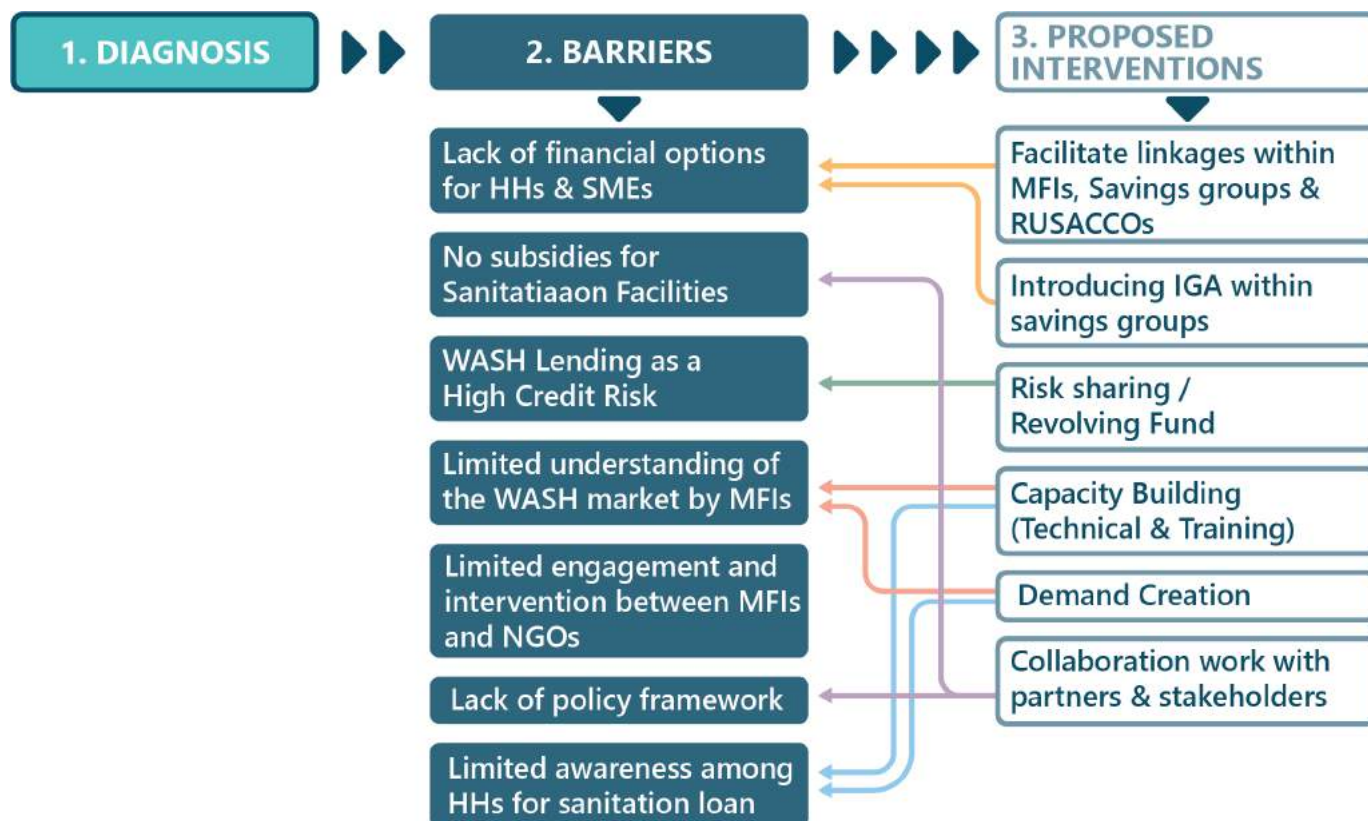 1. DIAGNOSIS
2. BARRIERS
3. PROPOSED
INTERVENTIONS
Lack of financial options
for HHs & SMEs
No subsidies for
Sanitatiaaon Facilities
WASH Lending as a
High Credit Risk
Limited understanding of
the WASH market by MFIs
Limited engagement and
intervention between MFIs
and NGOs
Lack of policy framework
Limited awareness among
HHs for sanitation loan
Facilitate linkages within
MFIs, Savings groups &
RUSACCOs
Introducing IGA within
savings groups
Risk sharing /
Revolving Fund
Capacity Building
(Technical & Training)
Demand Creation
Collaboration work with
partners & stakeholders